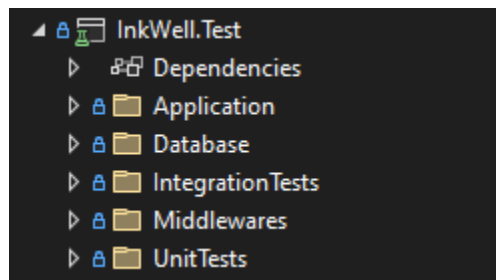 InkWell.Test
Dependencies
Application
Database
IntegrationTests
Middlewares
UnitTests